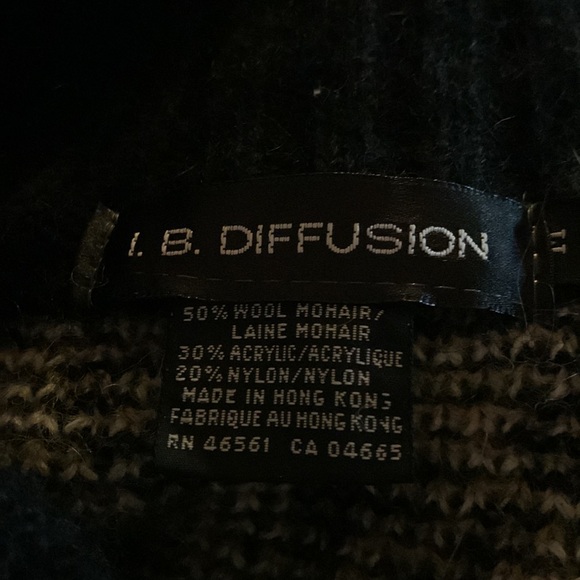 I. B. DIFFUSION
50% WOOL MOHAIR/
LAINE MOHAIR
30% ACRYLIC/ACRYLIQUE
20% NYLON/NYLON
MADE IN HONG KONG
FABRIQUE AU HONG KONG
RN 46561 CA 04665